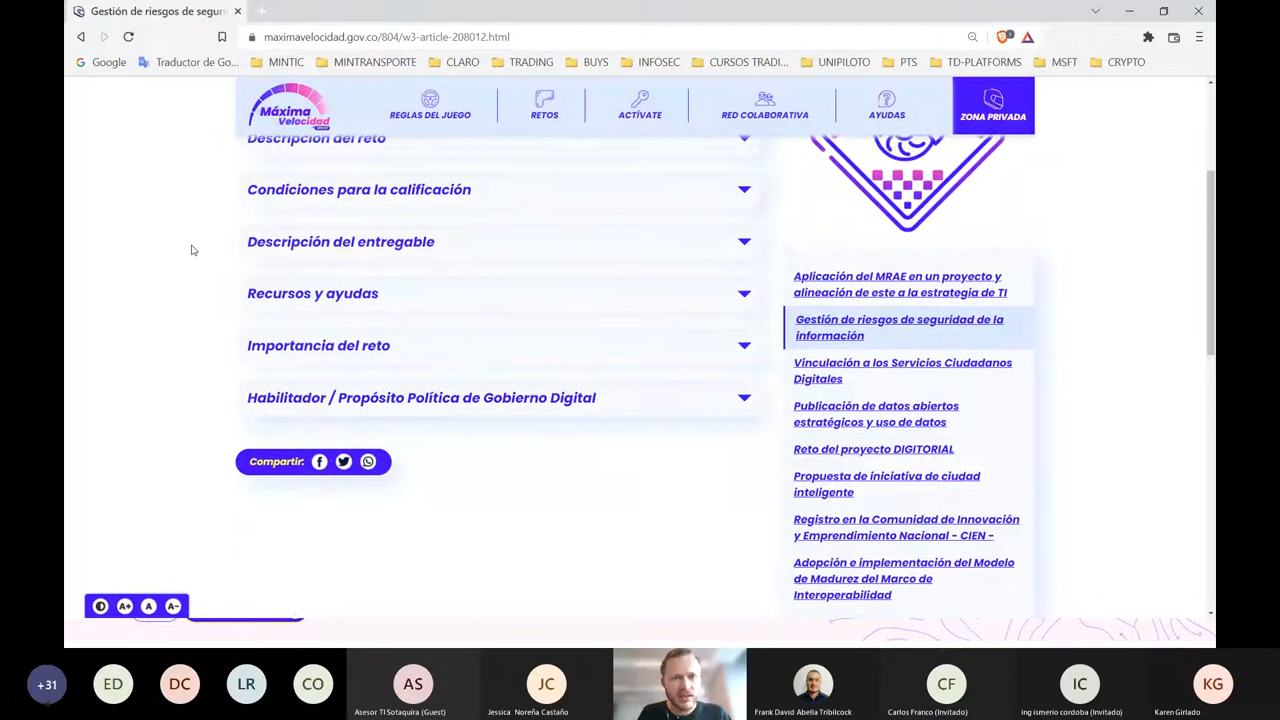 Gestión de riesgos de seguri
maximavelocidad.gov.co/804/w3-article-208012.html
1
Google
Traductor de Go...
MINTIC
MINTRANSPORTE
CLARO
TRADING
BUYS
INFOSEC
CURSOS TRADI...
UNIPILOTO
PTS
TD-PLATFORMS
MSFT
CRYPTO
Máxima
Velocidad
REGLAS DEL JUEGO
RETOS
ACTÍVATE
RED COLABORATIVA
AYUDAS
ZONA PRIVADA
Descripción del reto
Condiciones para la calificación
Descripción del entregable
Recursos y ayudas
Importancia del reto
Habilitador / Propósito Política de Gobierno Digital
Compartir:
Aplicación del MRAE en un proyecto y
alineación de este a la estrategia de TI
Gestión de riesgos de seguridad de la
información
Vinculación a los Servicios Ciudadanos
Digitales
Publicación de datos abiertos
estratégicos y uso de datos
Reto del proyecto DIGITORIAL
Propuesta de iniciativa de ciudad
inteligente
Registro en la Comunidad de Innovación
y Emprendimiento Nacional - CIEN -
Adopción e implementación del Modelo
de Madurez del Marco de
Interoperabilidad
A+
A
A-
+31
ED
DC
LR
CO
AS
Asesor TI Sotaquira (Guest)
JC
Jessica Noreña Castaño
Frank David Abella Tribilcock
CF
Carlos Franco (Invitado)
IC
ing ismerio cordoba (Invitado)
KG
Karen Girlado